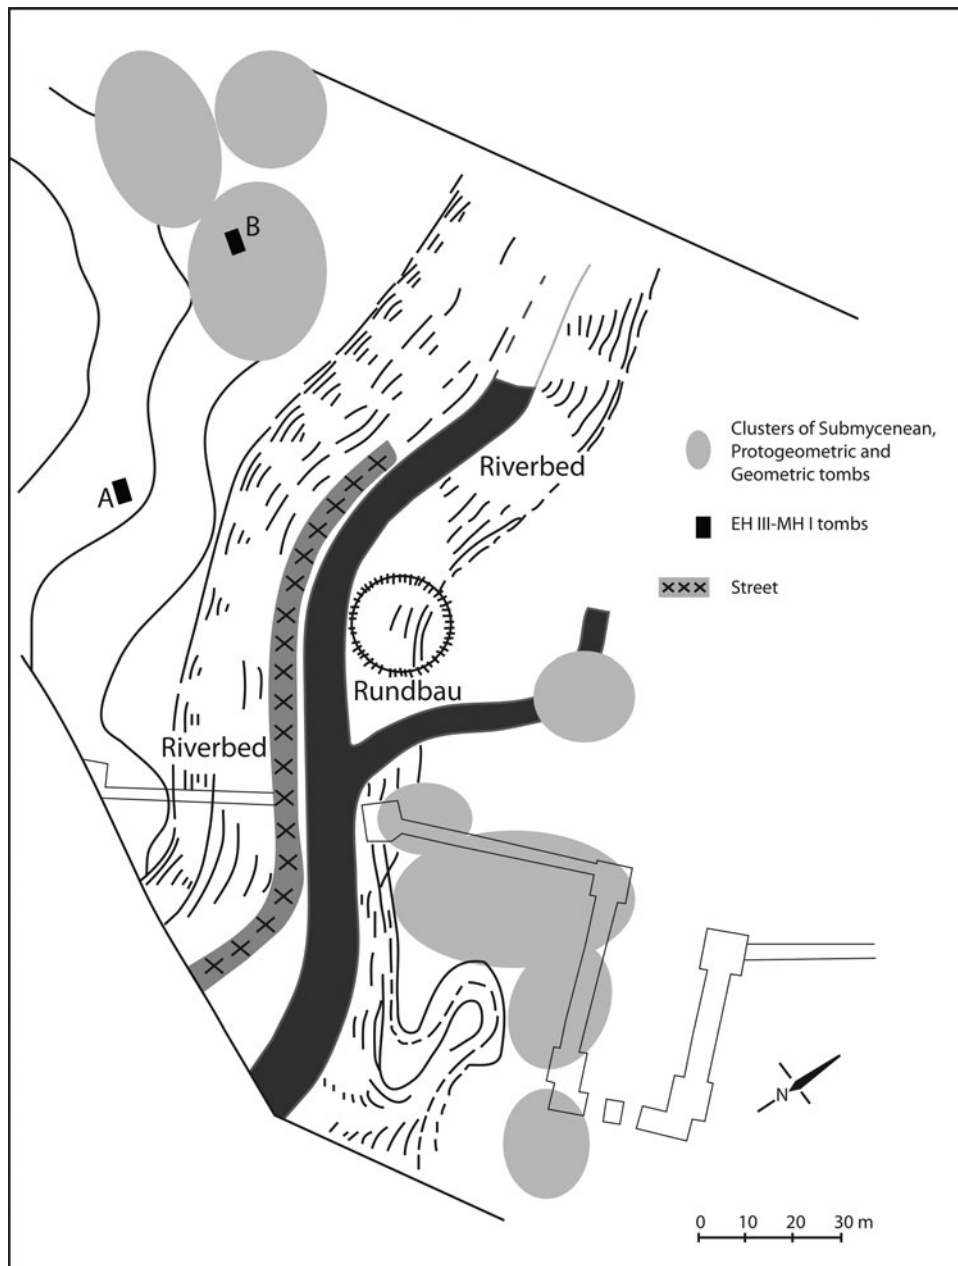 B
A
Riverbed
Rundbau
Riverbed
Clusters of Submycenean,
Protogeometric and
Geometric tombs
EH III-MH I tombs
Street
N
0 10 20 30 m